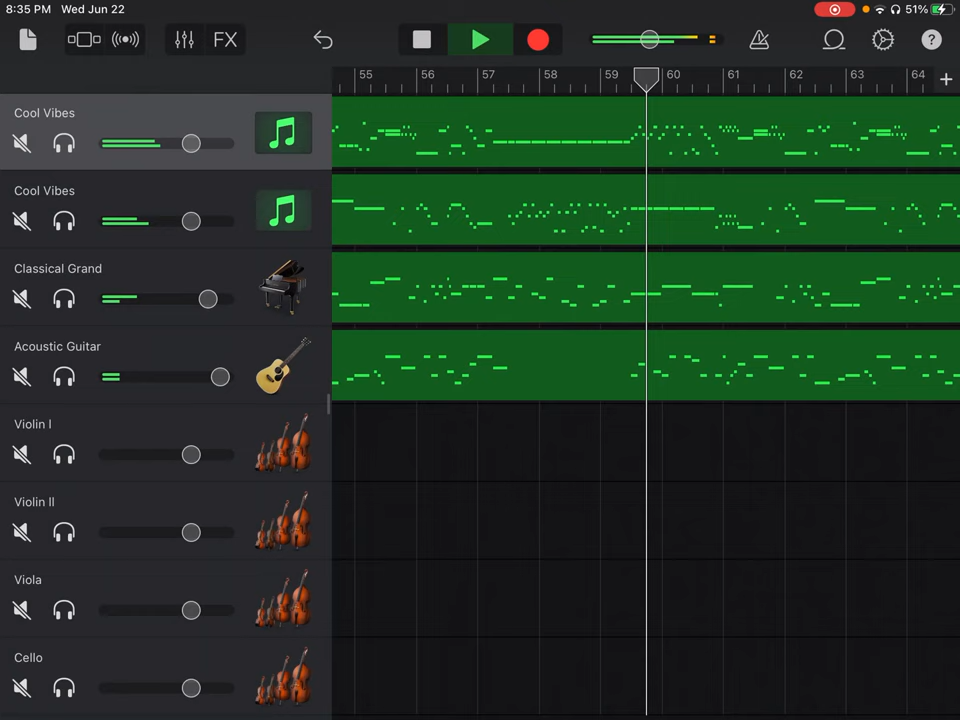 8:35 PM Wed Jun 22 51%
FX ?
55 56 57 58 59 60 61 62 63 64 +
Cool Vibes
Cool Vibes
Classical Grand
Acoustic Guitar
Violin I
Violin II
Viola
Cello